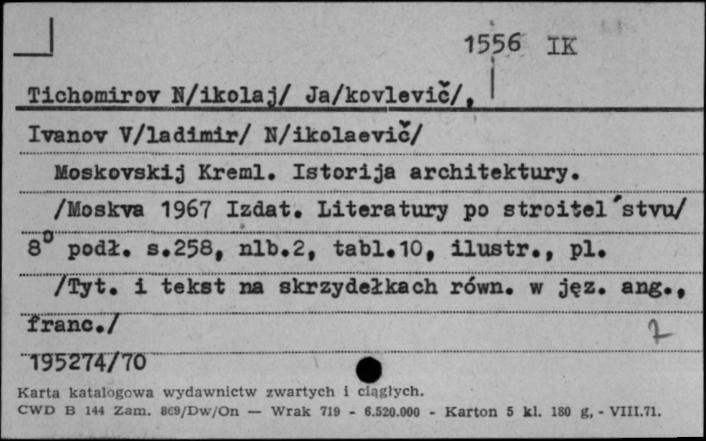 1556 IK
Tichomirov N/ikolaj/ Ja/kovlevič/,
Ivanov V/ladimir/ N/ikolaevič/
Moskovskij Kreml. Istorija architektury.
/Moskva 1967 Izdat. Literatury po stroitel´stvu/
8° podł. s.258, nlb.2, tabl.10, ilustr., pl.
/Tyt. i tekst na skrzydełkach równ. w jęz. ang.,
franc./
195274/70
Karta katalogowa wydawnictw zwartych i ciągłych.
CWD B 144 Zam. 869/Dw/On — Wrak 719 - 6.520.000 - Karton 5 kl. 180 g, - VIII.71.